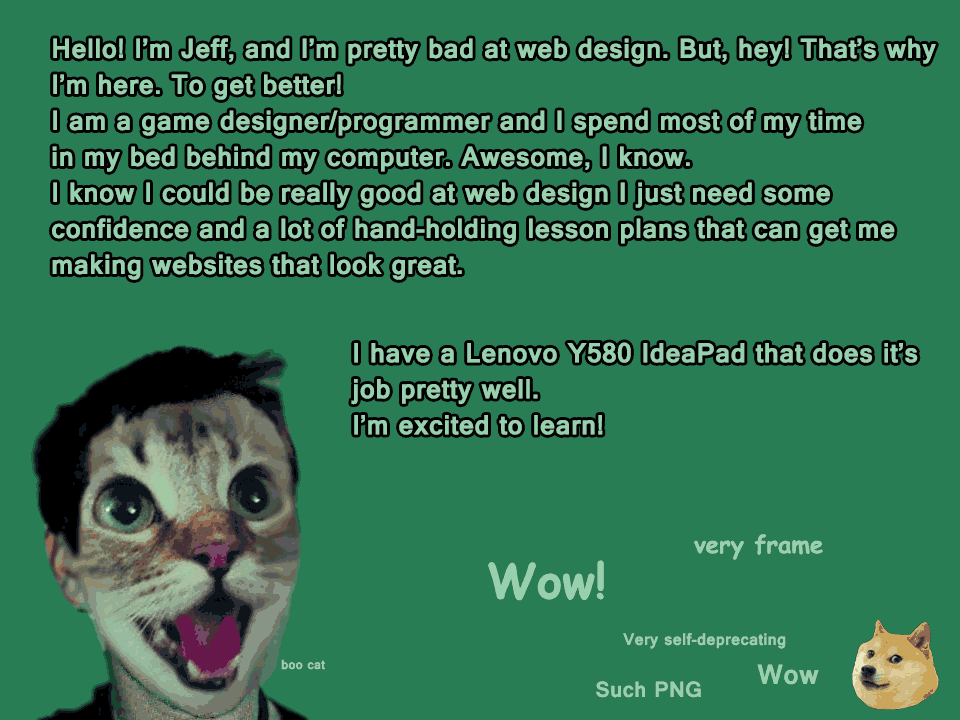 Hello! I'm Jeff, and I'm pretty bad at web design. But, hey! That's why
I'm here. To get better!
I am a game designer/programmer and I spend most of my time
in my bed behind my computer. Awesome, I know.
I know I could be really good at web design I just need some
confidence and a lot of hand-holding lesson plans that can get me
making websites that look great.
I have a Lenovo Y580 IdeaPad that does it's
job pretty well.
I'm excited to learn!
very frame
Wow!
Very self-deprecating
boo cat
Wow
Such PNG